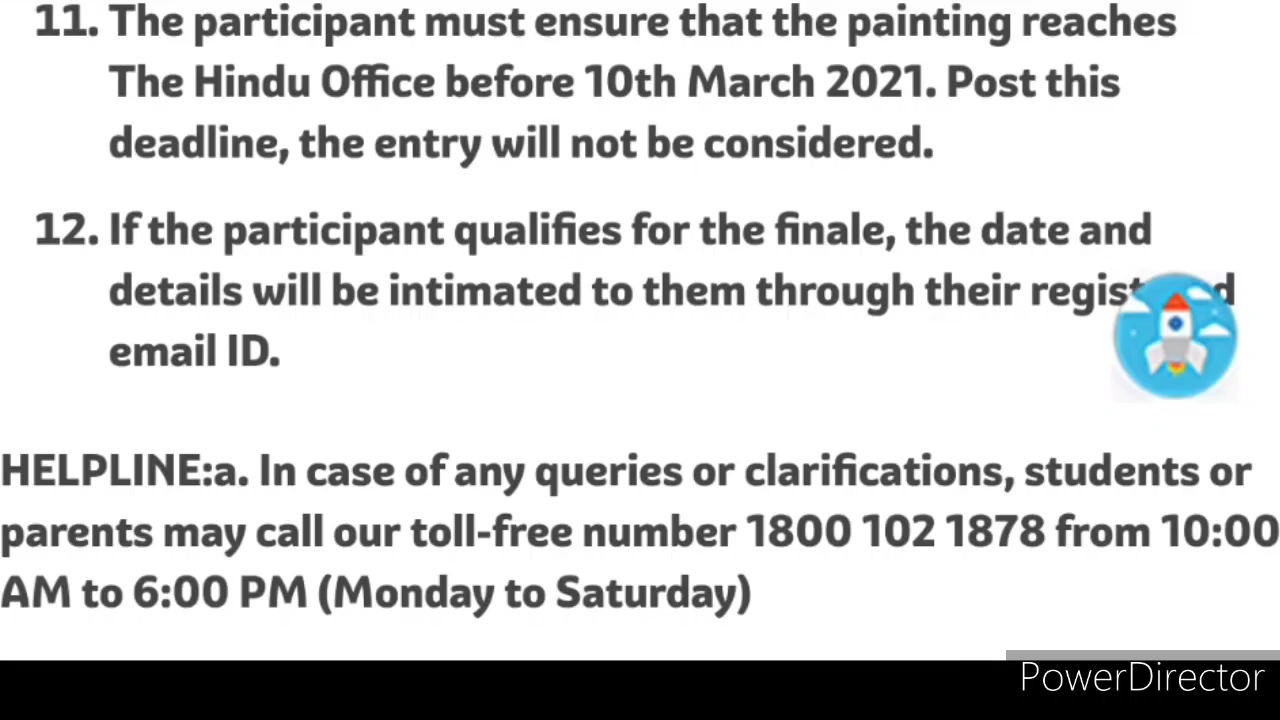 11. The participant must ensure that the painting reaches
The Hindu Office before 10th March 2021. Post this
deadline, the entry will not be considered.
12. If the participant qualifies for the finale, the date and
details will be intimated to them through their
email ID.
HELPLINE:a. In case of any queries or clarifications, students or
parents may call our toll-free number 1800 102 1878 from 10:00
AM to 6:00 PM (Monday to Saturday)
PowerDirector